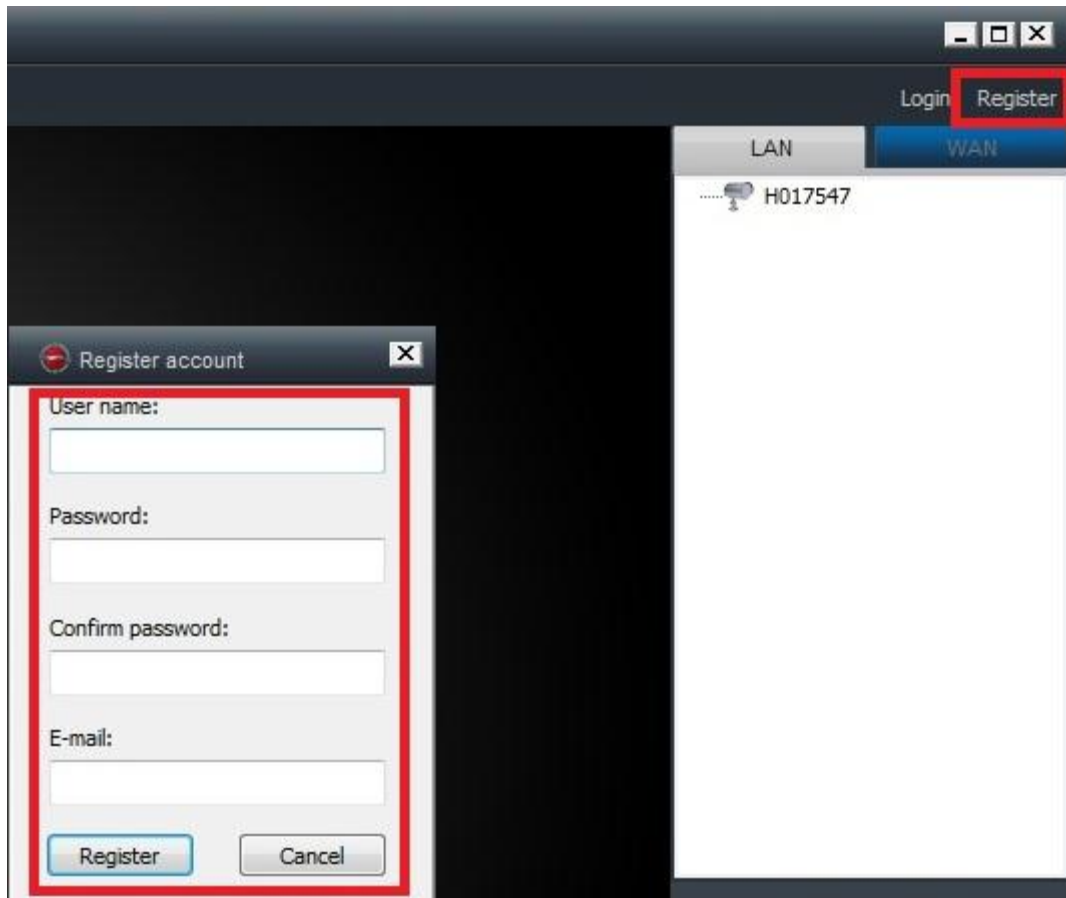 Login Register
LAN WAN
H017547
Register account
User name:
Password:
Confirm password:
E-mail:
Register Cancel